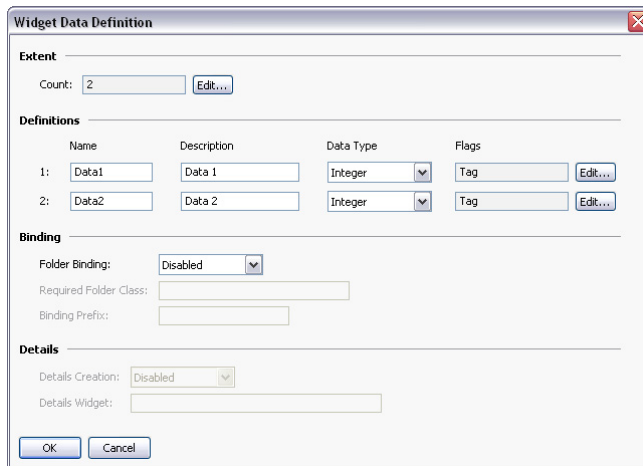 Widget Data Definition
Extent
Count: 2 Edit...
Definitions
Name Description Data Type Flags
1: Data1 Data 1 Integer Tag Edit...
2: Data2 Data 2 Integer Tag Edit...
Binding
Folder Binding: Disabled
Required Folder Class:
Binding Prefix:
Details
Details Creation: Disabled
Details Widget:
OK Cancel